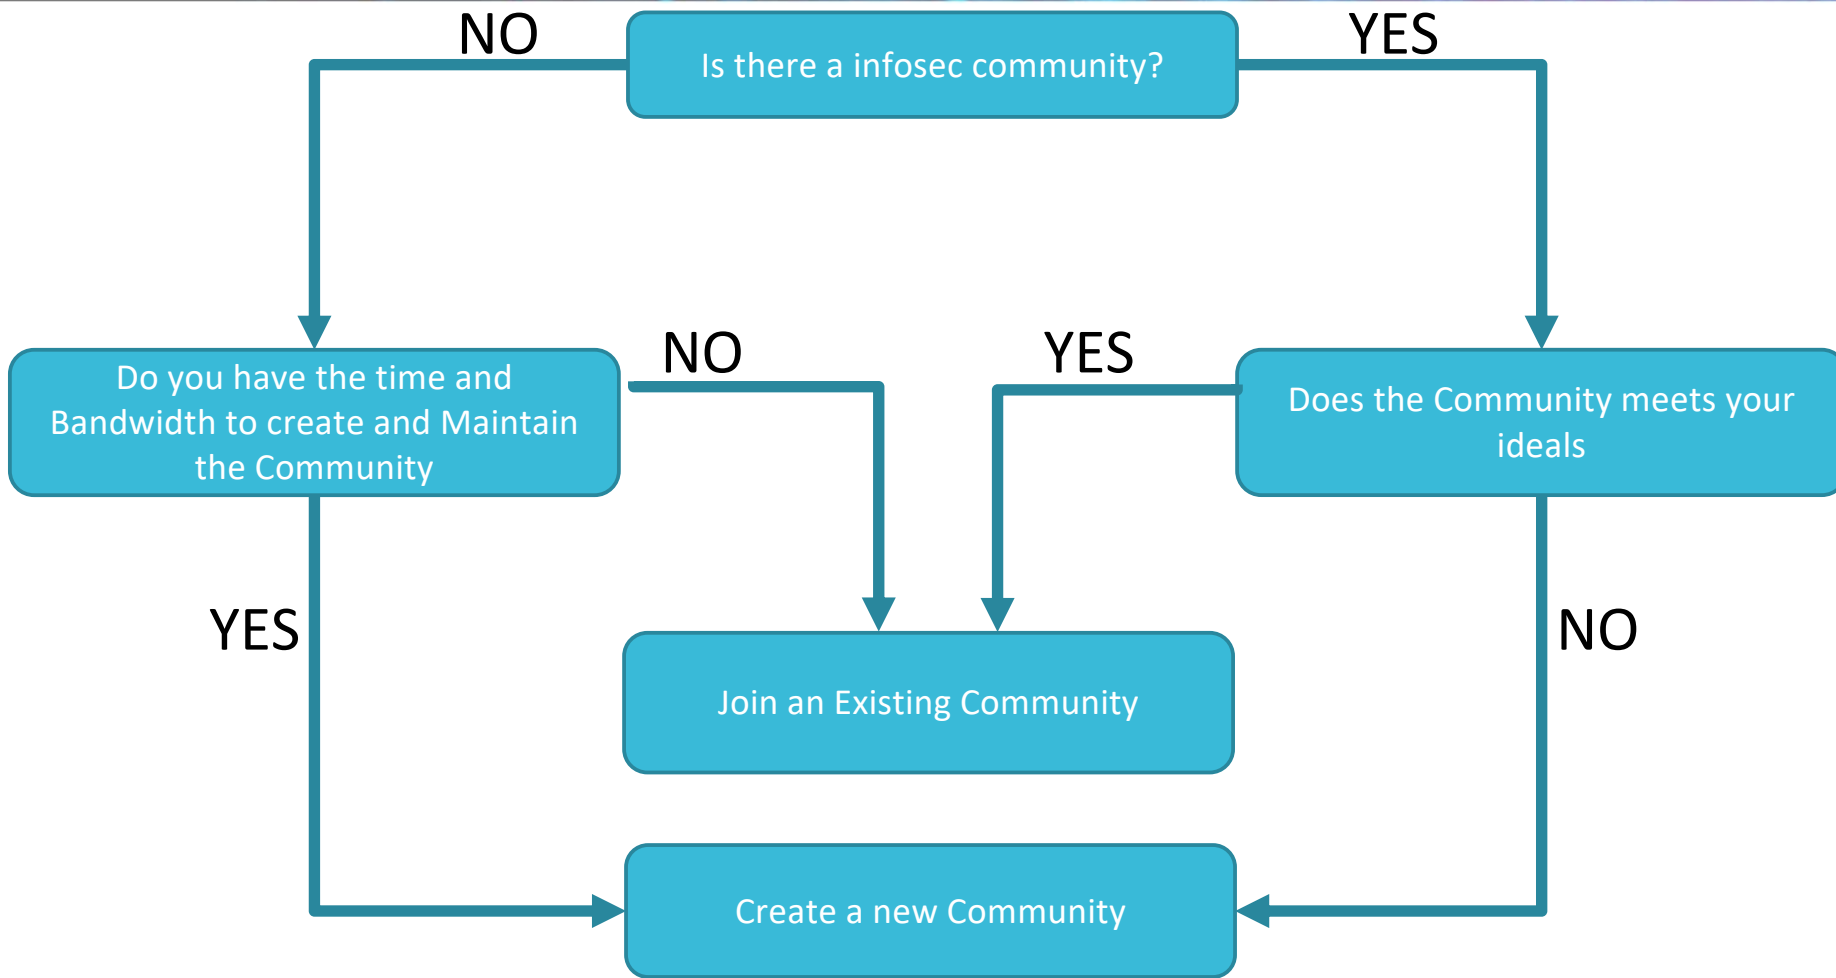 NO
Is there a infosec community?
YES
Do you have the time and
Bandwidth to create and Maintain
the Community
NO
YES
Does the Community meets your
ideals
YES
NO
Join an Existing Community
Create a new Community